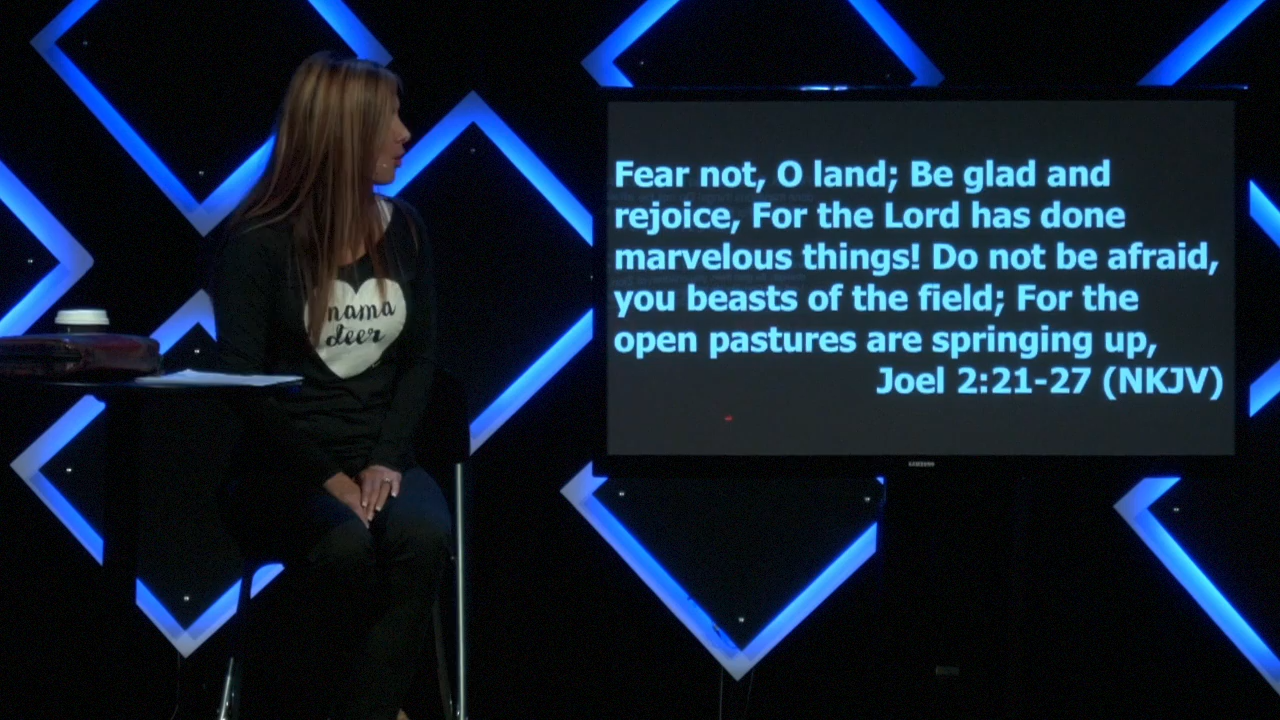 Fear not, O land; Be glad and
rejoice, For the Lord has done
marvelous things! Do not be afraid,
you beasts of the field; For the
open pastures are springing up,
Joel 2:21-27 (NKJV)
mama
deer
SAMSUNG